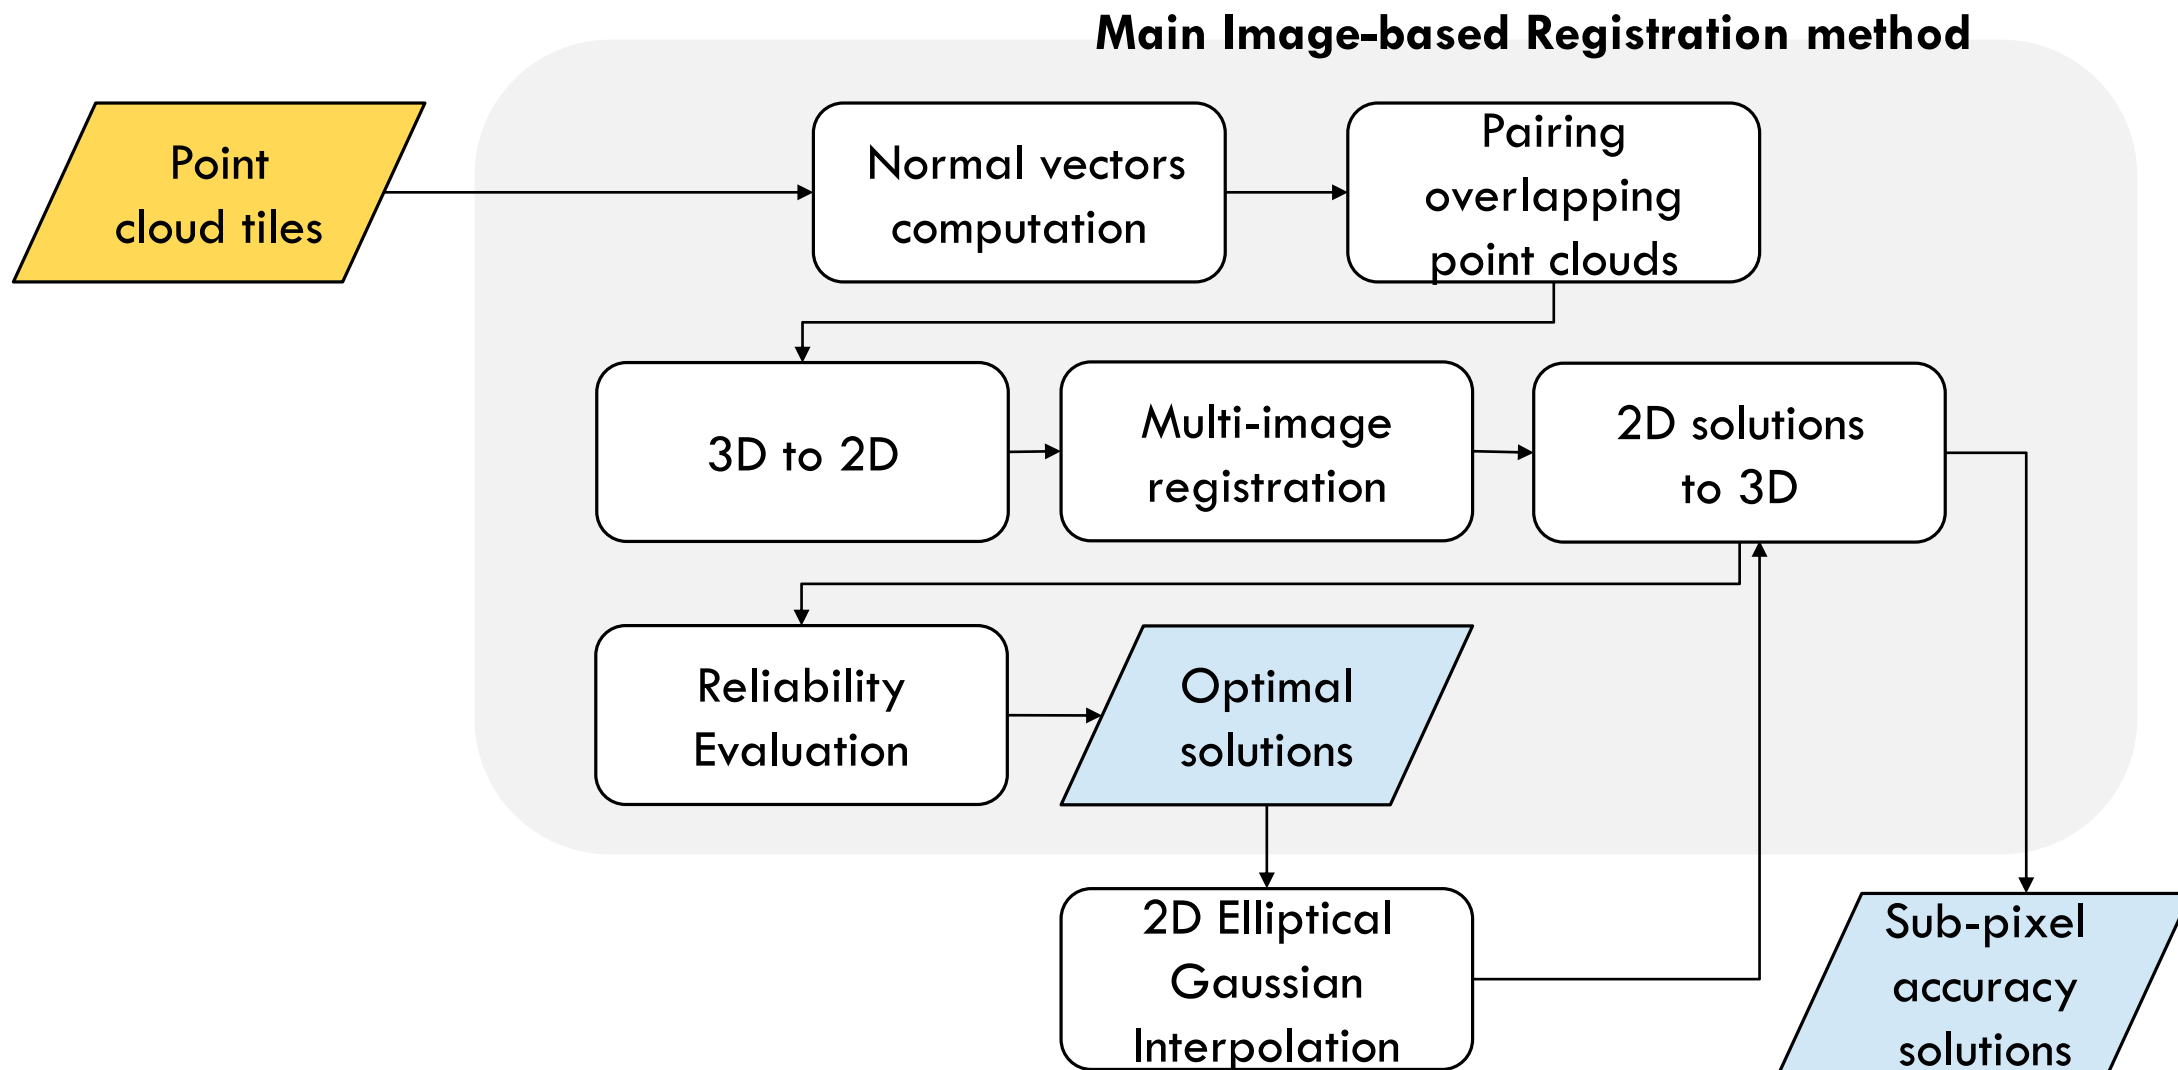 Main Image-based Registration method
Point
cloud tiles
Normal vectors
computation
Pairing
overlapping
point clouds
3D to 2D
Multi-image
registration
2D solutions
to 3D
Reliability
Evaluation
Optimal
solutions
2D Elliptical
Gaussian
Interpolation
Sub-pixel
accuracy
solutions